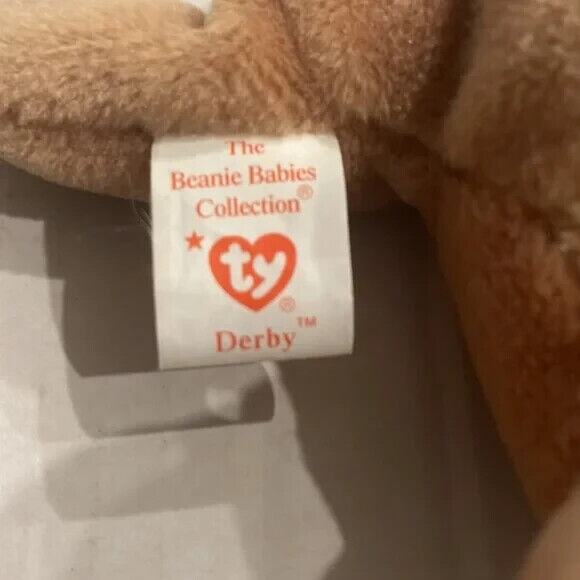 The
Beanie Babies
Collection®
★ ty®
Derby™